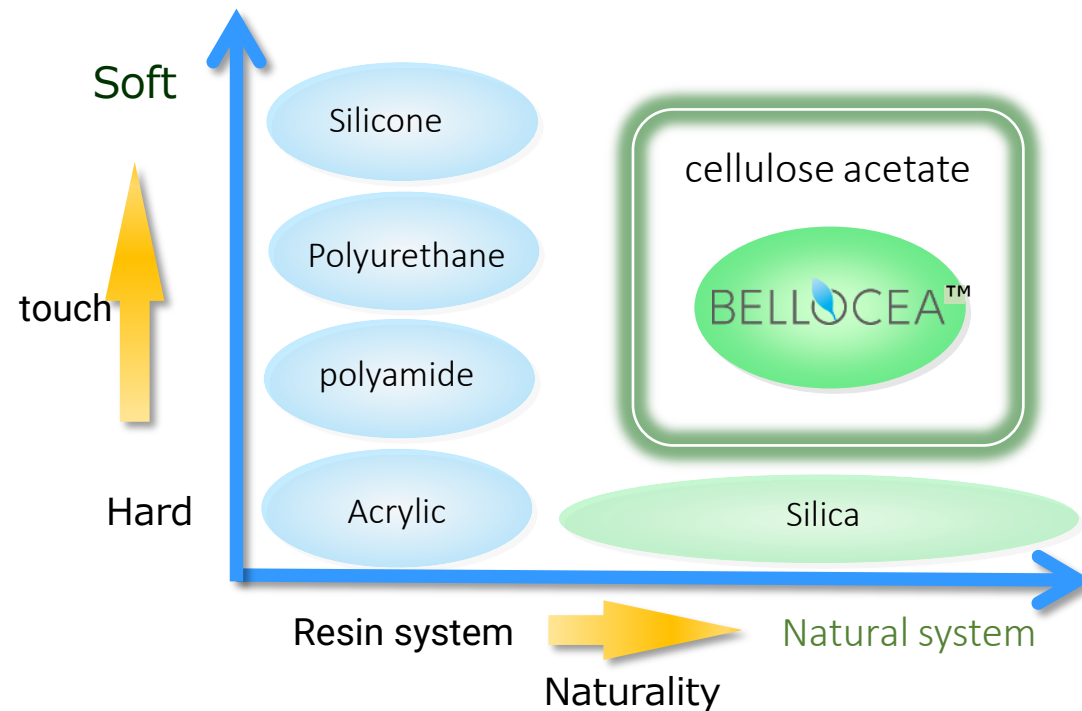 Soft
Silicone
cellulose acetate
Polyurethane
BELLOCEA™
touch
polyamide
Hard
Acrylic
Silica
Resin system
Natural system
Naturality